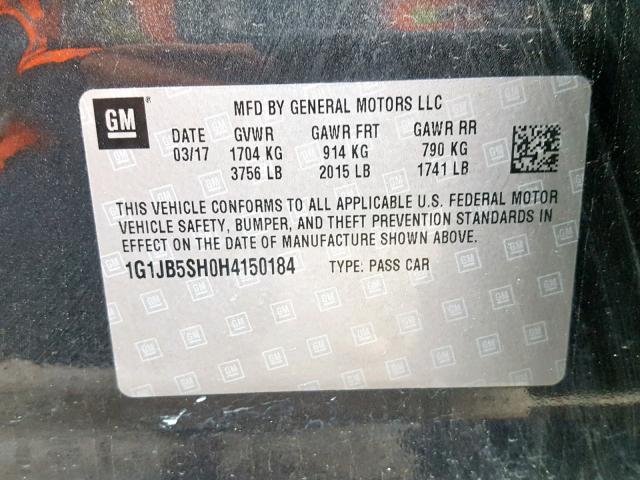 GM ®
MFD BY GENERAL MOTORS LLC
DATE GVWR GAWR FRT GAWR RR
03/17 1704 KG 914 KG 790 KG
3756 LB 2015 LB 1741 LB
THIS VEHICLE CONFORMS TO ALL APPLICABLE U.S. FEDERAL MOTOR
VEHICLE SAFETY, BUMPER, AND THEFT PREVENTION STANDARDS IN
EFFECT ON THE DATE OF MANUFACTURE SHOWN ABOVE.
1G1JB5SH0H4150184 TYPE: PASS CAR